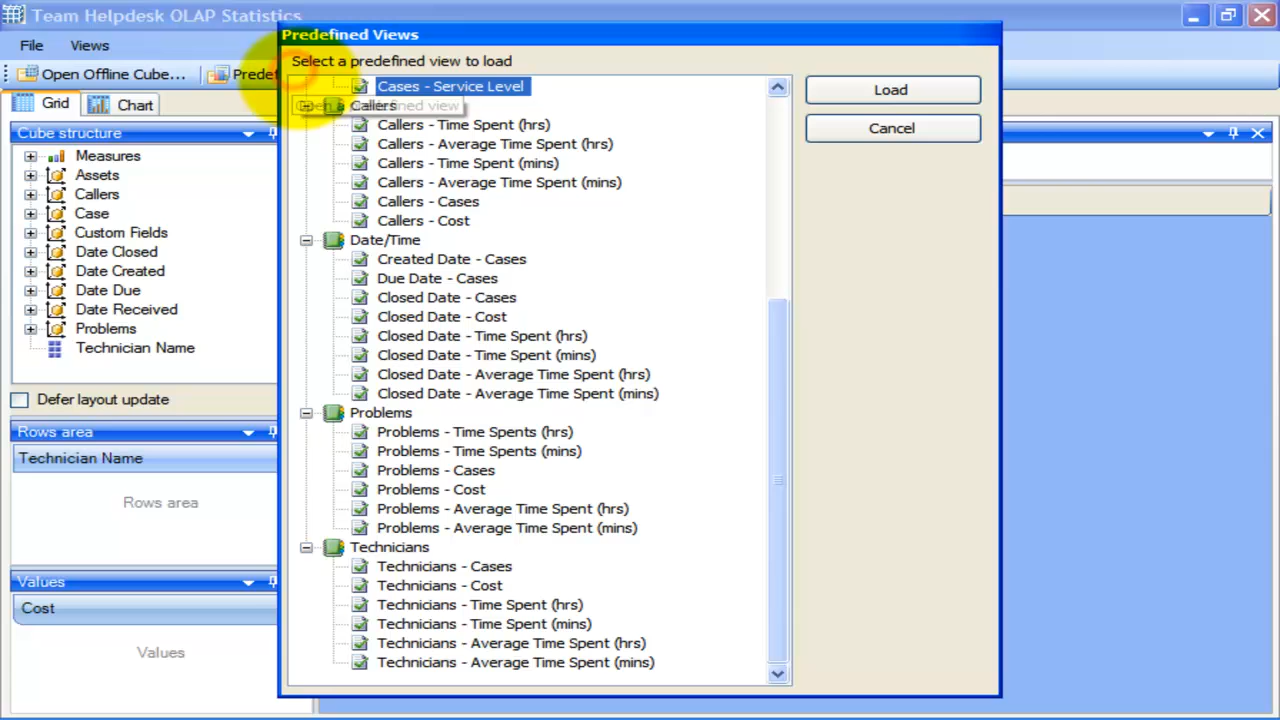 Team Helpdesk OLAP Statistics
Predefined Views
File Views
Select a predefined view to load
Open Offline Cube... Predef
Cases - Service Level
Load
Grid Chart
Callers
Cancel
Cube structure
Callers - Time Spent (hrs)
Callers - Average Time Spent (hrs)
Callers - Time Spent (mins)
Callers - Average Time Spent (mins)
Callers - Cases
Callers - Cost
Date/Time
Created Date - Cases
Due Date - Cases
Closed Date - Cases
Closed Date - Cost
Closed Date - Time Spent (hrs)
Closed Date - Time Spent (mins)
Closed Date - Average Time Spent (hrs)
Closed Date - Average Time Spent (mins)
Problems
Problems - Time Spents (hrs)
Problems - Time Spents (mins)
Problems - Cases
Problems - Cost
Problems - Average Time Spent (hrs)
Problems - Average Time Spent (mins)
Technicians
Technicians - Cases
Technicians - Cost
Technicians - Time Spent (hrs)
Technicians - Time Spent (mins)
Technicians - Average Time Spent (hrs)
Technicians - Average Time Spent (mins)
Measures
Assets
Callers
Case
Custom Fields
Date Closed
Date Created
Date Due
Date Received
Problems
Technician Name
Defer layout update
Rows area
Technician Name
Rows area
Values
Cost
Values